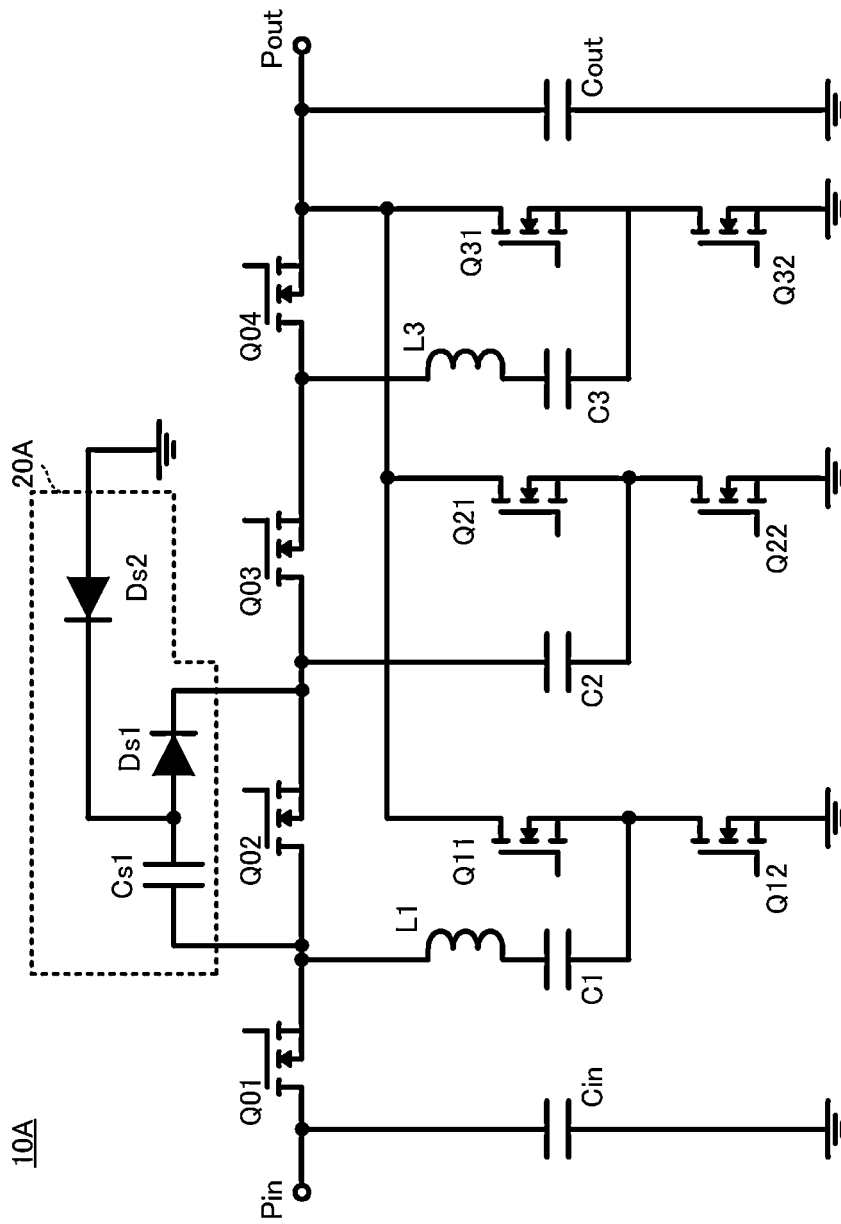 10A
20A
Ds2
Ds1
Cs1
Pin
Q01
Q02
Q03
Q04
Pout
L1
L3
Cin
C1
Q11
C2
Q21
C3
Q31
Cout
Q12
Q22
Q32